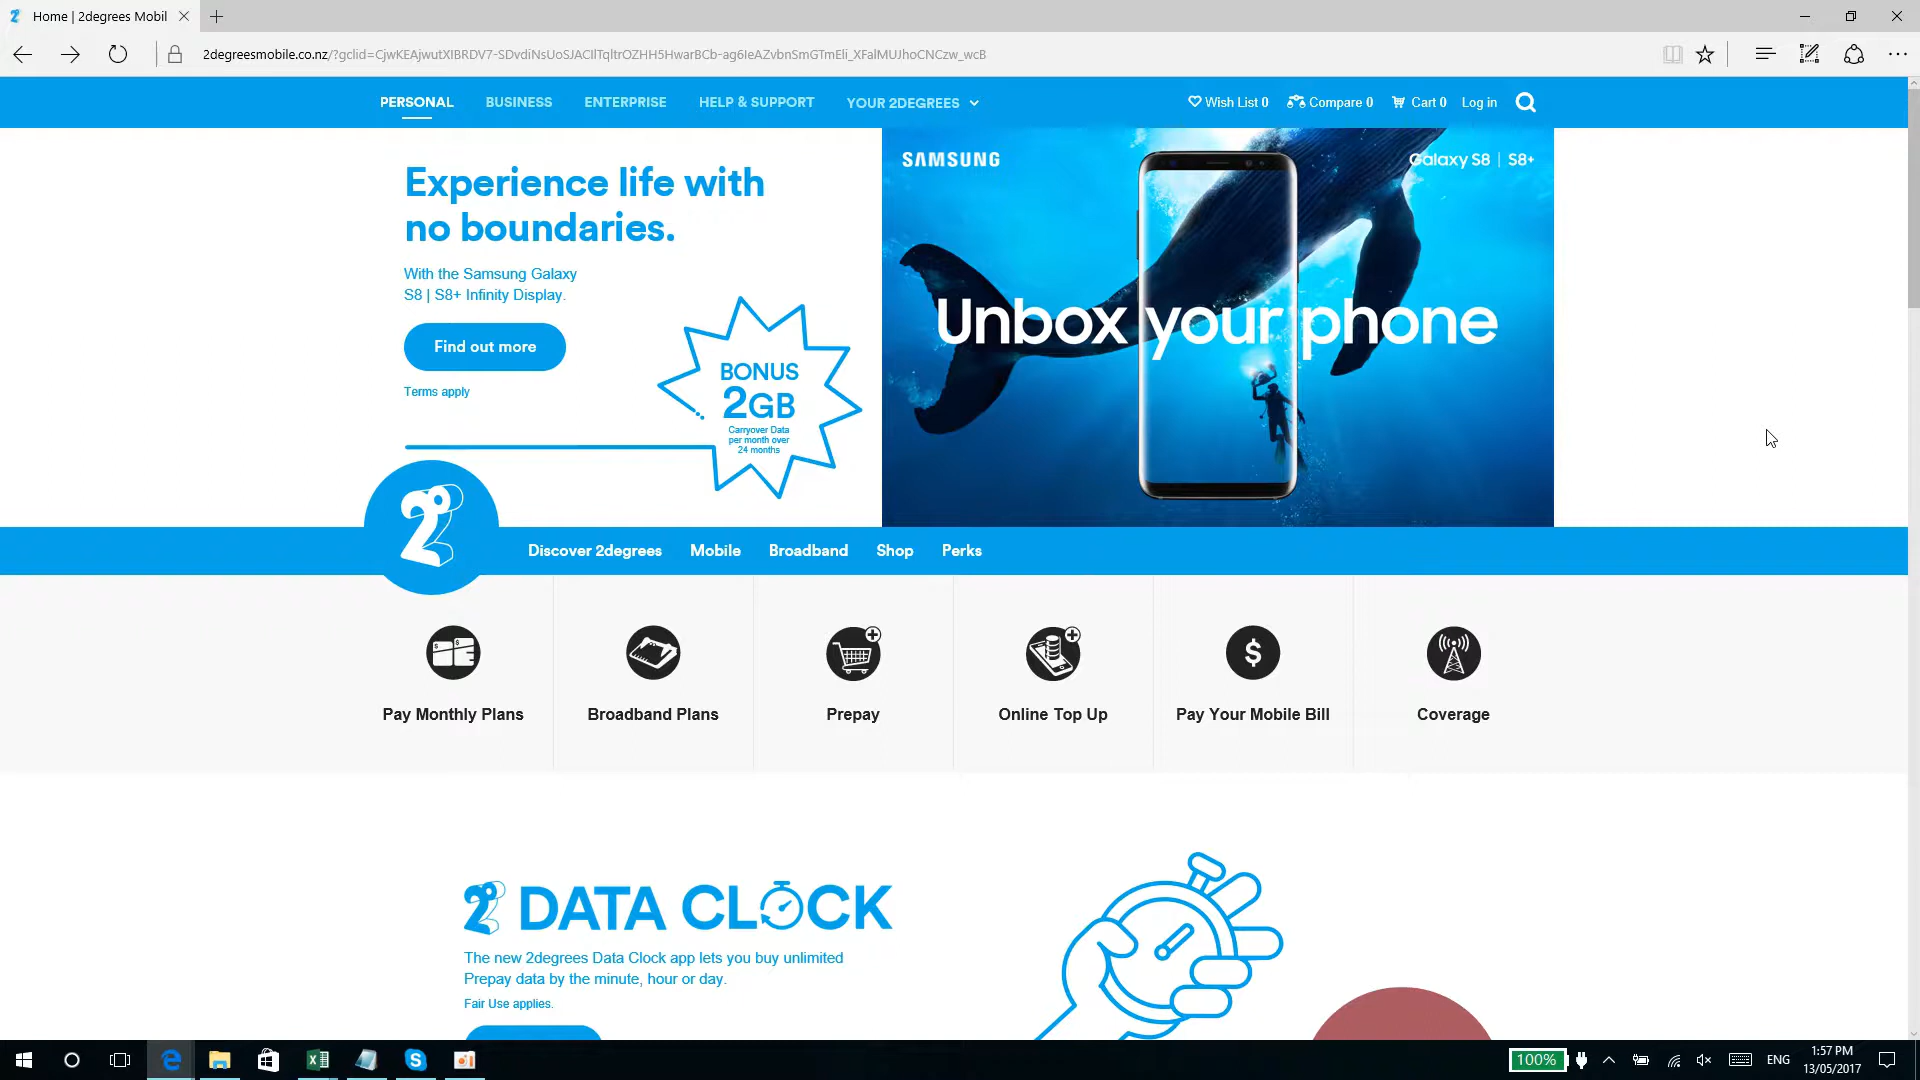 Home | 2degrees Mobil
2degreesmobile.co.nz/?gclid=CjwKEAjwutXIBRDV7-SDvdiNsUoSJACIlTqltrOZHH5HwarBCb-ag6IeAZvbnSmGTmEli_XFalMUJhoCNCzw_wcB
PERSONAL BUSINESS ENTERPRISE HELP & SUPPORT YOUR 2DEGREES
Wish List 0 Compare 0 Cart 0 Log in
Experience life with
no boundaries.
With the Samsung Galaxy
S8 | S8+ Infinity Display.
Find out more
Terms apply
BONUS
2GB
Carryover Data
per month over
24 months
SAMSUNG
Galaxy S8 | S8+
Unbox your phone
2
Discover 2degrees Mobile Broadband Shop Perks
Pay Monthly Plans
Broadband Plans
Prepay
Online Top Up
$
Pay Your Mobile Bill
Coverage
2 DATA CLOCK
The new 2degrees Data Clock app lets you buy unlimited
Prepay data by the minute, hour or day.
Fair Use applies.
100%
ENG
1:57 PM
13/05/2017